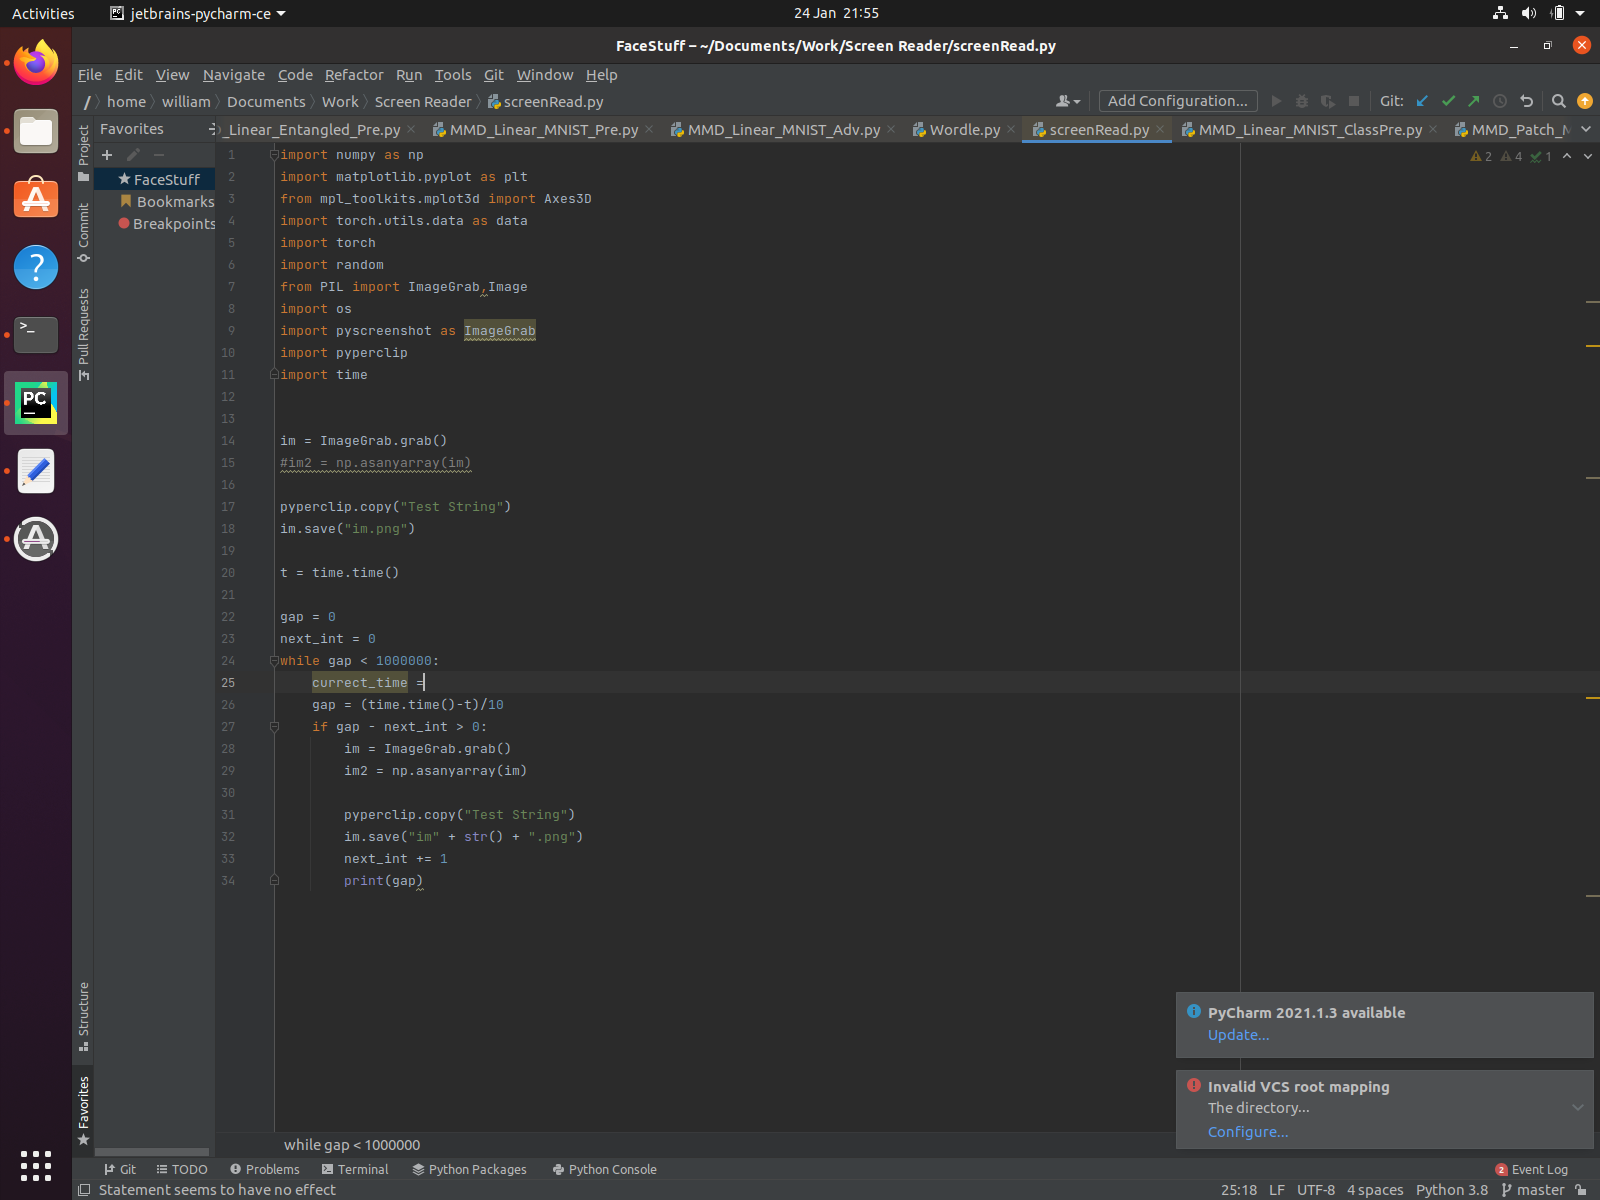 Activities
jetbrains-pycharm-ce
24 Jan 21:55
FaceStuff – ~/Documents/Work/Screen Reader/screenRead.py
File Edit View Navigate Code Refactor Run Tools Git Window Help
/ home william Documents Work Screen Reader screenRead.py
Add Configuration...
Git:
Favorites
_Linear_Entangled_Pre.py
MMD_Linear_MNIST_Pre.py
MMD_Linear_MNIST_Adv.py
Wordle.py
screenRead.py
MMD_Linear_MNIST_ClassPre.py
MMD_Patch_M
2 4 1
Project
Commit
Pull Requests
Structure
Favorites
FaceStuff
Bookmarks
Breakpoints
PC
>_
?
1 import numpy as np
2 import matplotlib.pyplot as plt
3 from mpl_toolkits.mplot3d import Axes3D
4 import torch.utils.data as data
5 import torch
6 import random
7 from PIL import ImageGrab,Image
8 import os
9 import pyscreenshot as ImageGrab
10 import pyperclip
11 import time
12
13
14 im = ImageGrab.grab()
15 #im2 = np.asanyarray(im)
16
17 pyperclip.copy("Test String")
18 im.save("im.png")
19
20 t = time.time()
21
22 gap = 0
23 next_int = 0
24 while gap < 1000000:
25 currect_time =
26 gap = (time.time()-t)/10
27 if gap - next_int > 0:
28 im = ImageGrab.grab()
29 im2 = np.asanyarray(im)
30
31 pyperclip.copy("Test String")
32 im.save("im" + str() + ".png")
33 next_int += 1
34 print(gap)
PyCharm 2021.1.3 available
Update...
Invalid VCS root mapping
The directory...
Configure...
while gap < 1000000
Git TODO Problems Terminal Python Packages Python Console
2 Event Log
Statement seems to have no effect
25:18 LF UTF-8 4 spaces Python 3.8 master